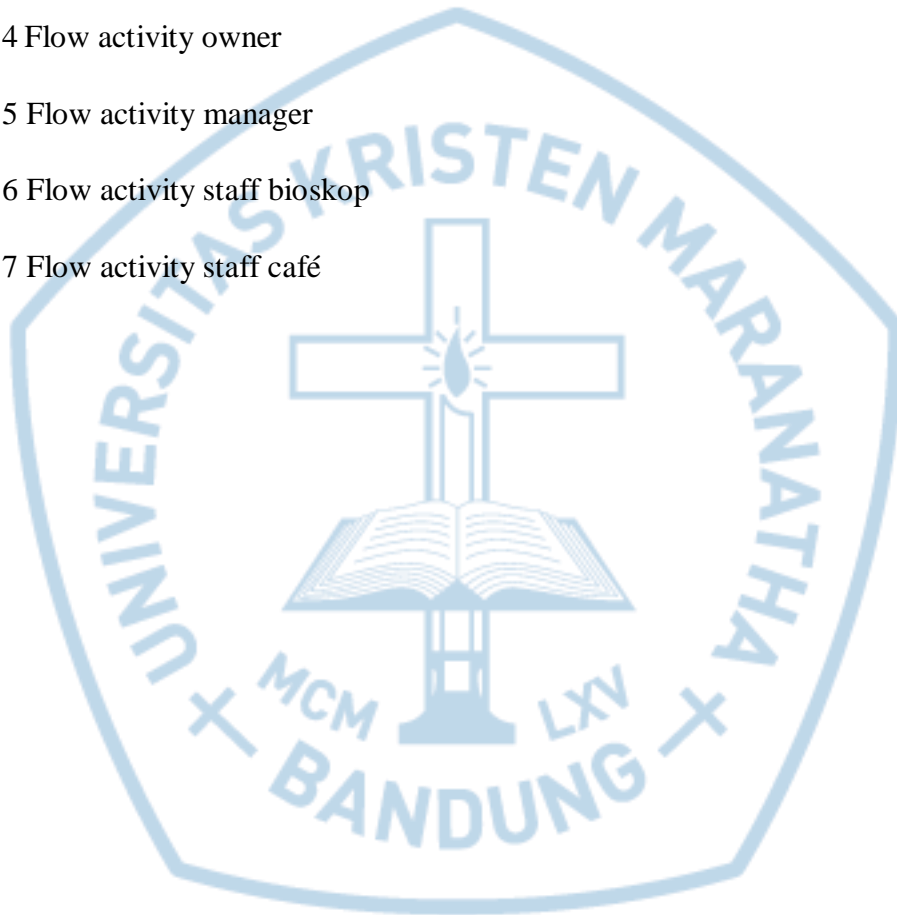 4 Flow activity owner
5 Flow activity manager
6 Flow activity staff bioskop
7 Flow activity staff café
UNIVERSITAS KRISTEN MARANATHA
MCM LXV
BANDUNG